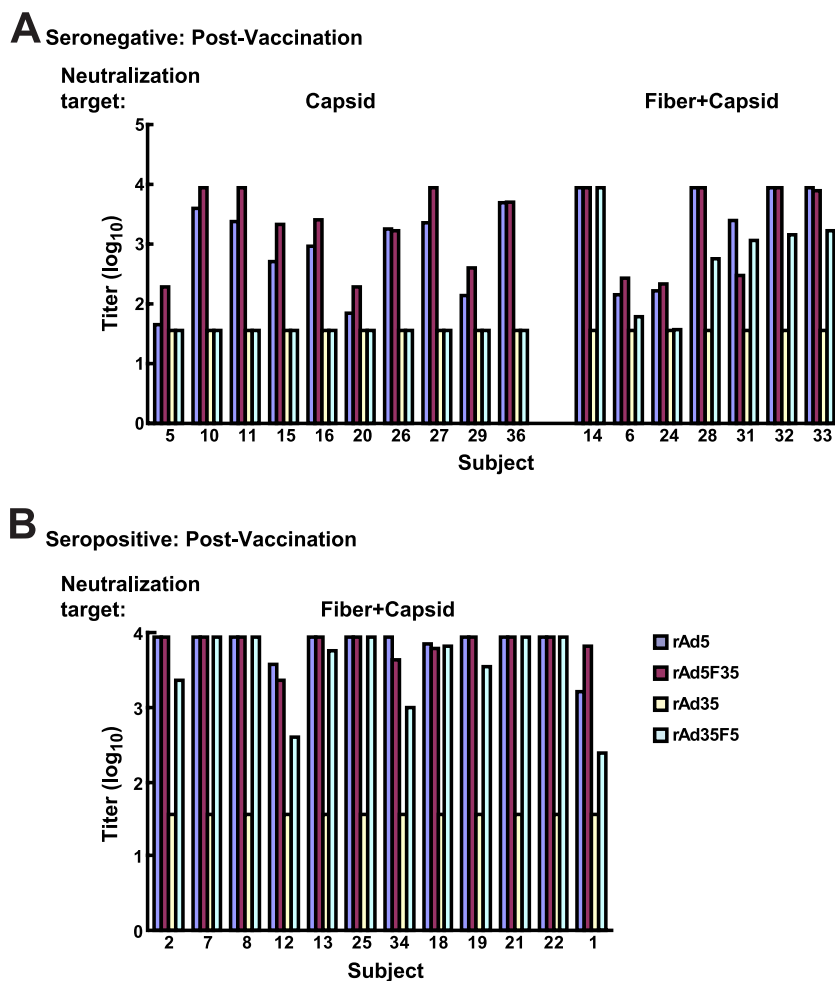 A Seronegative: Post-Vaccination
Neutralization
target:
Capsid
Fiber+Capsid
Titer (log10)
5
4
3
2
1
0
5 10 11 15 16 20 26 27 29 36 14 6 24 28 31 32 33
Subject
B Seropositive: Post-Vaccination
Neutralization
target:
Fiber+Capsid
Titer (log10)
4
3
2
1
0
2 7 8 12 13 25 34 18 19 21 22 1
Subject
rAd5
rAd5F35
rAd35
rAd35F5